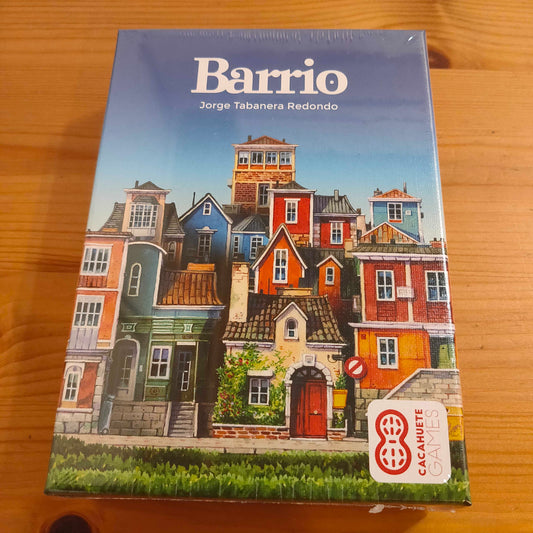 Barrio
Jorge Tabanera Redondo
CACAHUETE
GAMES